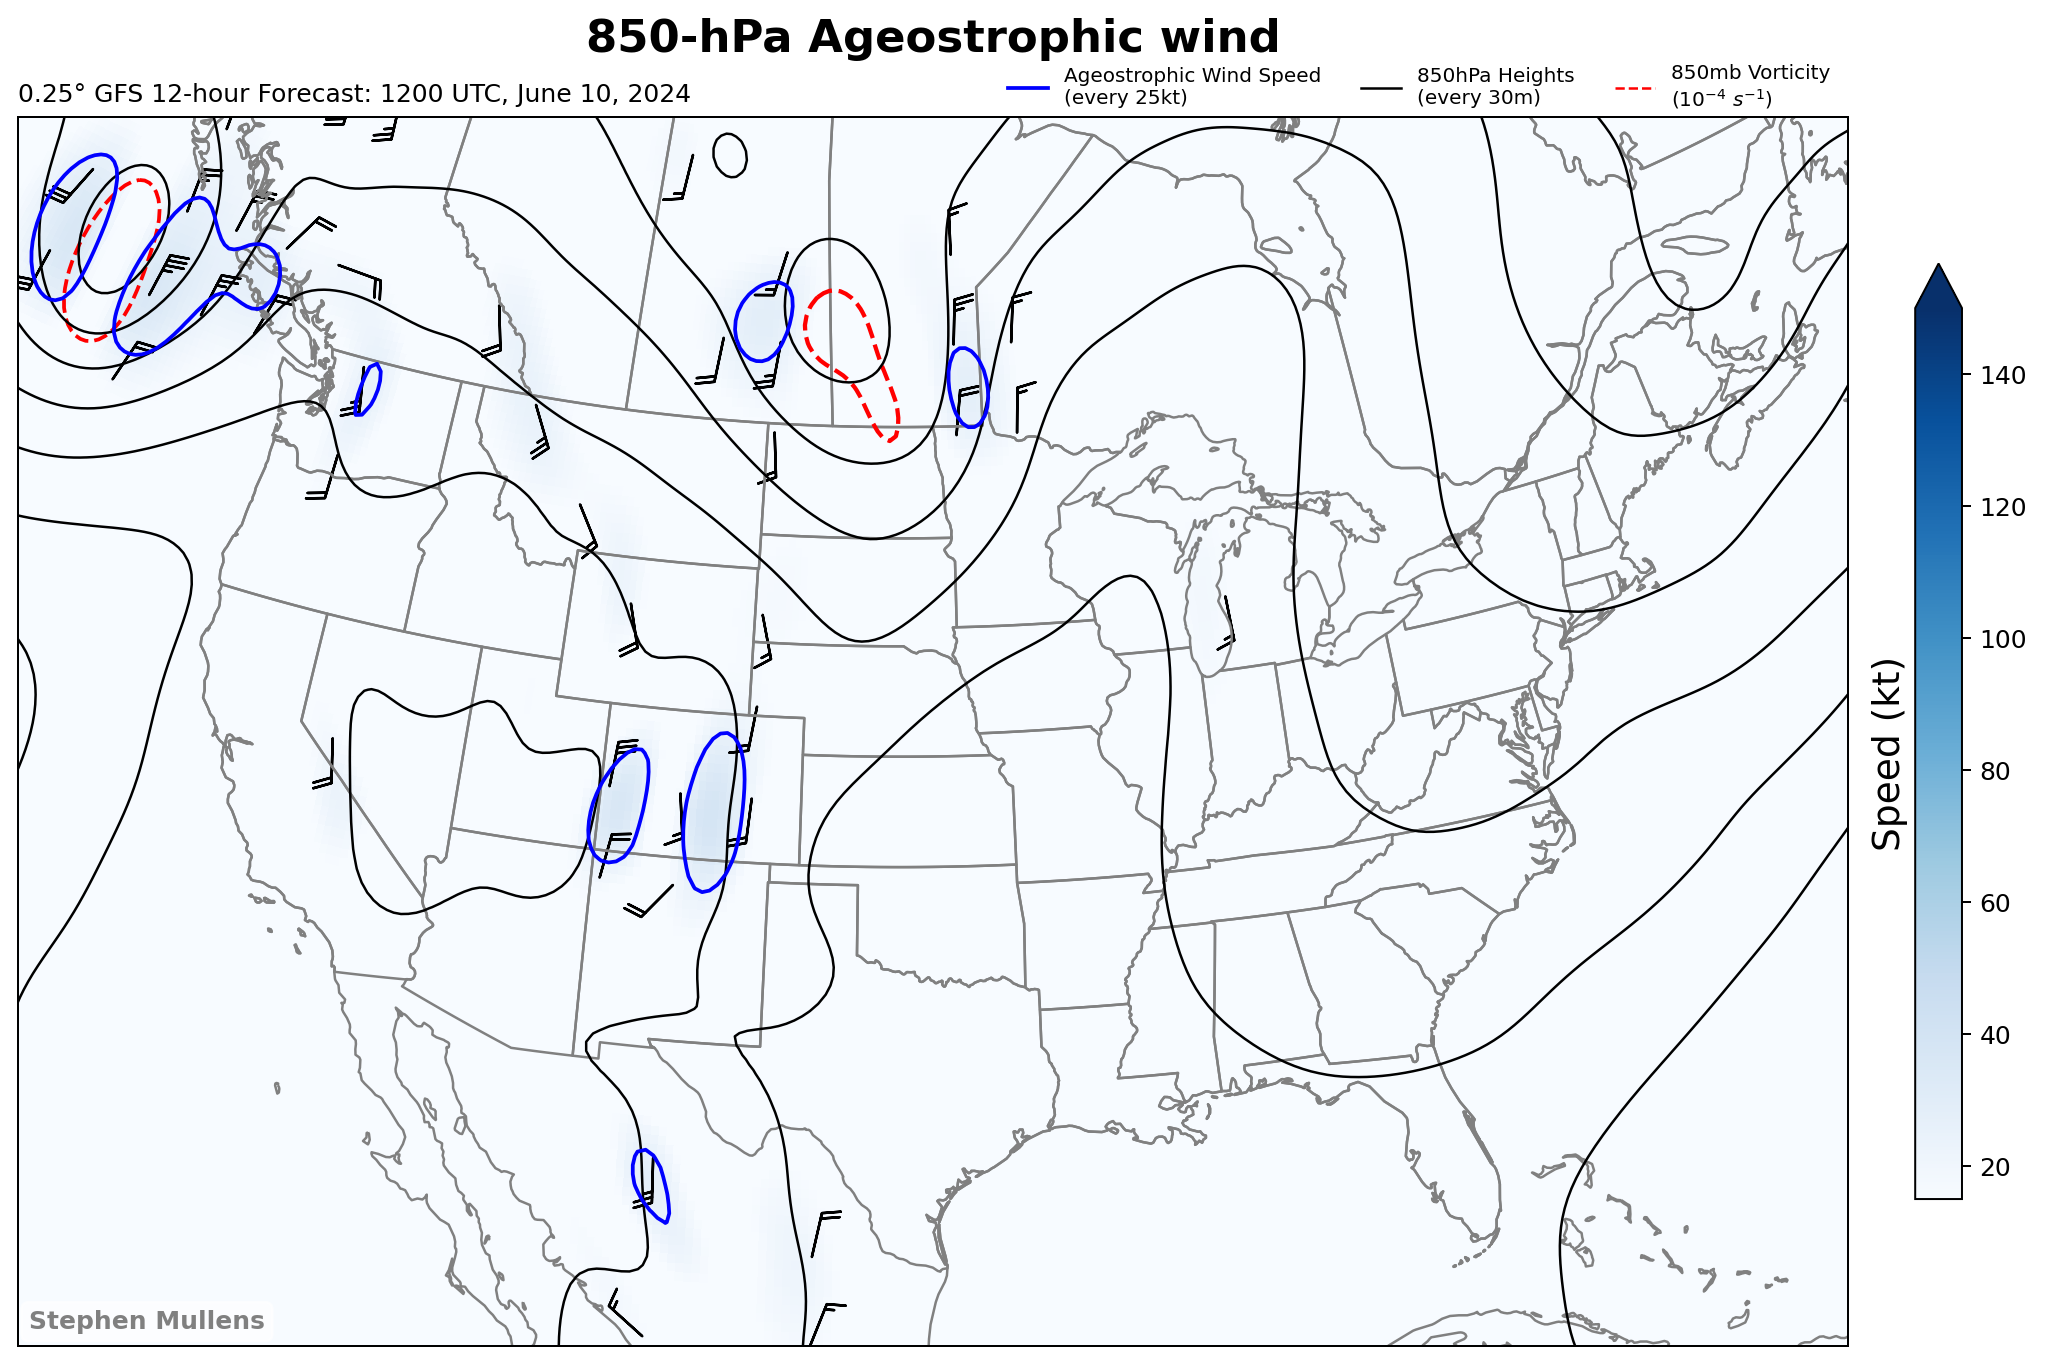 850-hPa Ageostrophic wind
0.25° GFS 12-hour Forecast: 1200 UTC, June 10, 2024
Ageostrophic Wind Speed
(every 25kt)
850hPa Heights
(every 30m)
850mb Vorticity
(10⁻⁴ s⁻¹)
140
120
100
80
60
40
20
Speed (kt)
Stephen Mullens